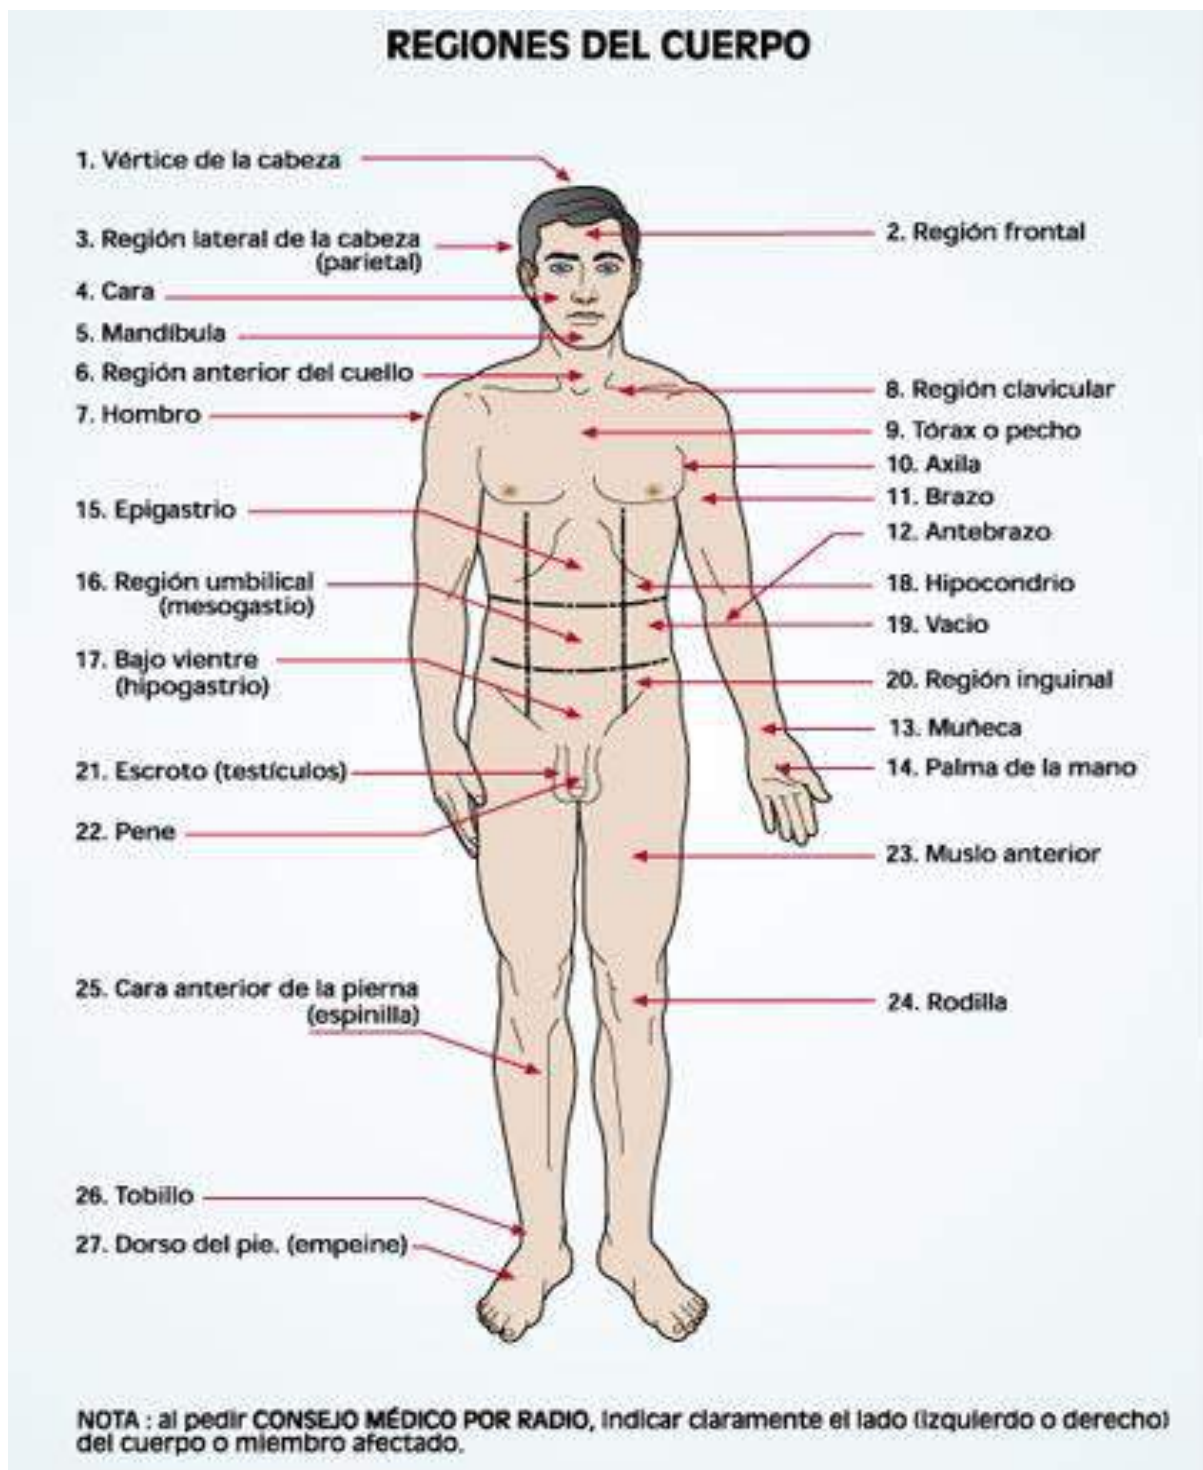 REGIONES DEL CUERPO
1. Vértice de la cabeza
2. Región frontal
3. Región lateral de la cabeza
(parietal)
4. Cara
5. Mandíbula
6. Región anterior del cuello
7. Hombro
8. Región clavicular
9. Tórax o pecho
10. Axila
11. Brazo
12. Antebrazo
15. Epigastrio
16. Región umbilical
(mesogastio)
17. Bajo vientre
(hipogastrio)
18. Hipocondrio
19. Vacio
20. Región inguinal
13. Muñeca
14. Palma de la mano
21. Escroto (testículos)
22. Pene
23. Muslo anterior
25. Cara anterior de la pierna
(espinilla)
24. Rodilla
26. Tobillo
27. Dorso del pie. (empeine)
NOTA : al pedir CONSEJO MÉDICO POR RADIO, indicar claramente el lado (izquierdo o derecho)
del cuerpo o miembro afectado.